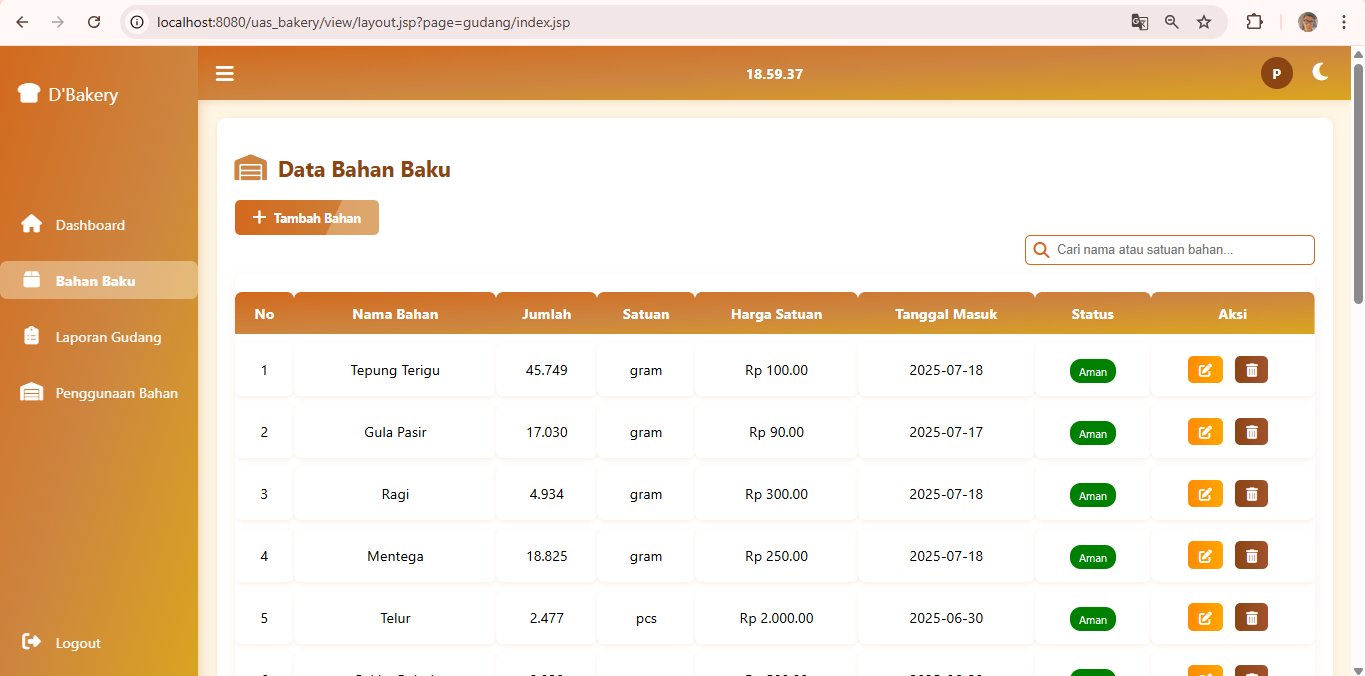 localhost:8080/uas_bakery/view/layout.jsp?page=gudang/index.jsp
D'Bakery
18.59.37
P
Dashboard
Bahan Baku
Laporan Gudang
Penggunaan Bahan
Logout
Data Bahan Baku
Tambah Bahan
Cari nama atau satuan bahan...
No Nama Bahan Jumlah Satuan Harga Satuan Tanggal Masuk Status Aksi
1 Tepung Terigu 45.749 gram Rp 100.00 2025-07-18 Aman
2 Gula Pasir 17.030 gram Rp 90.00 2025-07-17 Aman
3 Ragi 4.934 gram Rp 300.00 2025-07-18 Aman
4 Mentega 18.825 gram Rp 250.00 2025-07-18 Aman
5 Telur 2.477 pcs Rp 2.000.00 2025-06-30 Aman